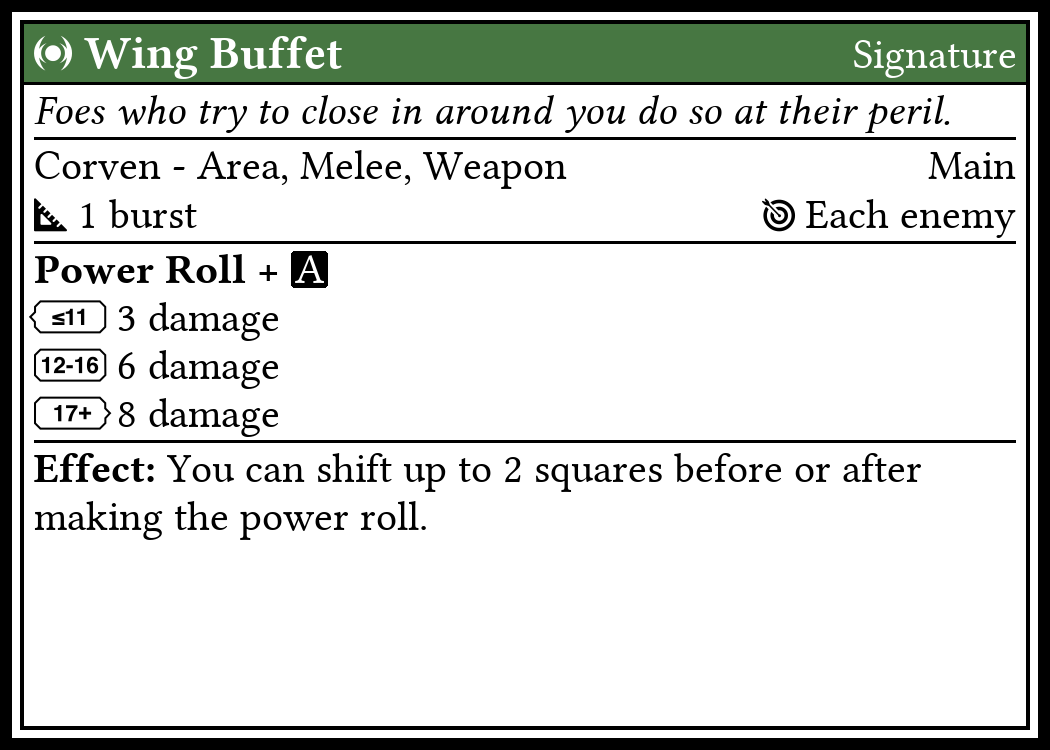 Wing Buffet Signature
Foes who try to close in around you do so at their peril.
Corven - Area, Melee, Weapon Main
1 burst Each enemy
Power Roll + A
≤11 3 damage
12-16 6 damage
17+ 8 damage
Effect: You can shift up to 2 squares before or after
making the power roll.